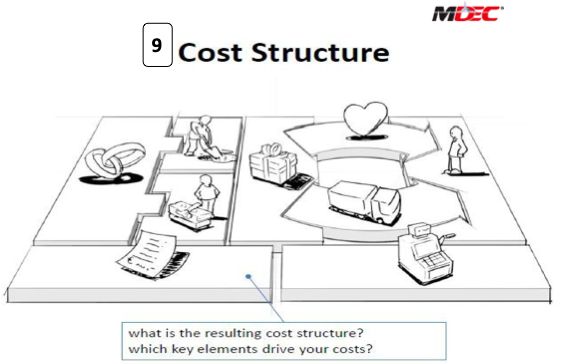 MDEC
9 Cost Structure
what is the resulting cost structure?
which key elements drive your costs?